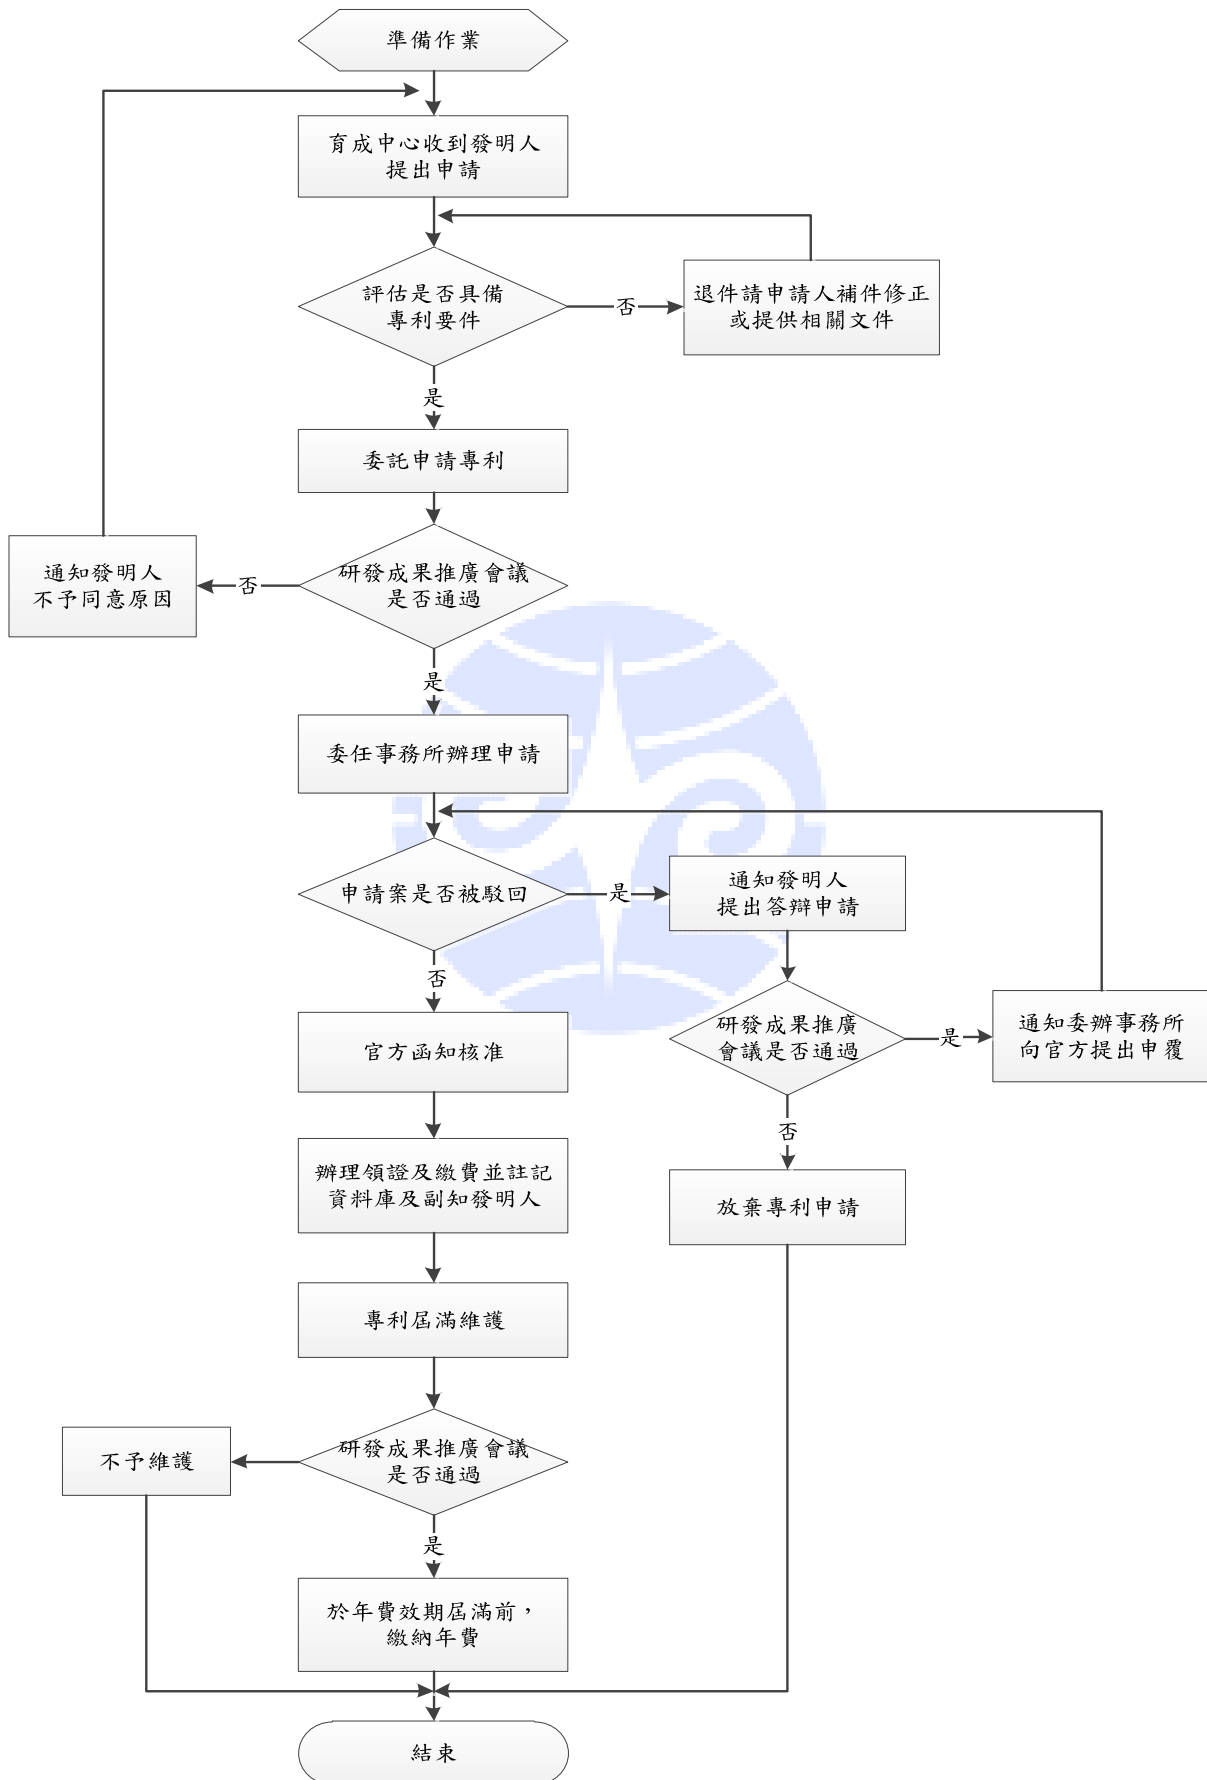 準備作業
育成中心收到發明人
提出申請
評估是否具備
專利要件
否
退件請申請人補件修正
或提供相關文件
是
委託申請專利
研發成果推廣會議
是否通過
否
通知發明人
不予同意原因
是
委任事務所辦理申請
申請案是否被駁回
是
通知發明人
提出答辯申請
否
研發成果推廣
會議是否通過
是
通知委辦事務所
向官方提出申覆
官方函知核准
否
辦理領證及繳費並註記
資料庫及副知發明人
放棄專利申請
專利屆滿維護
研發成果推廣會議
是否通過
不予維護
是
於年費效期屆滿前，
繳納年費
結束